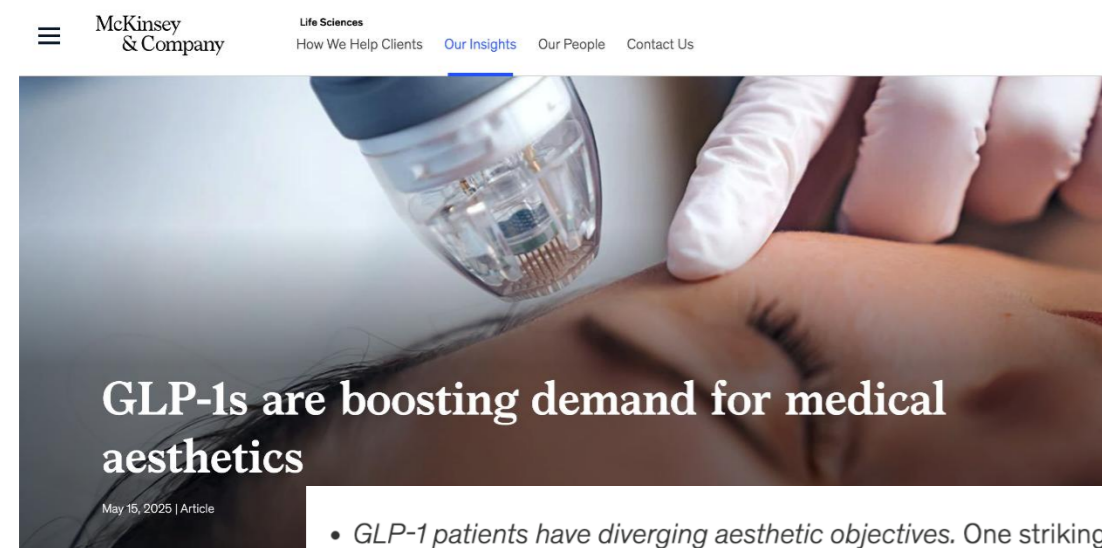 McKinsey
& Company
Life Sciences
How We Help Clients Our Insights Our People Contact Us
GLP-1s are boosting demand for medical
aesthetics
May 15, 2025 | Article
• GLP-1 patients have diverging aesthetic objectives. One striking